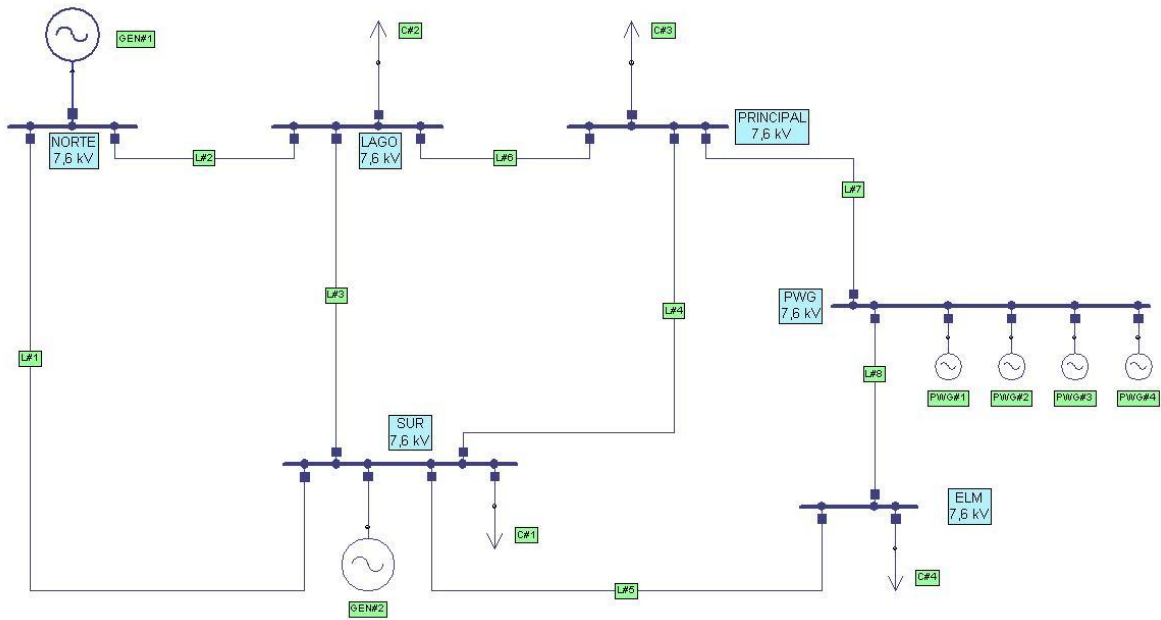 GEN#1
C#2
C#3
NORTE
7,6 kV
L#2
LAGO
7,6 kV
L#6
PRINCIPAL
7,6 kV
L#7
L#3
L#4
PWG
7,6 kV
L#1
L#8
PWG#1
PWG#2
PWG#3
PWG#4
SUR
7,6 kV
ELM
7,6 kV
C#1
C#4
L#5
GEN#2